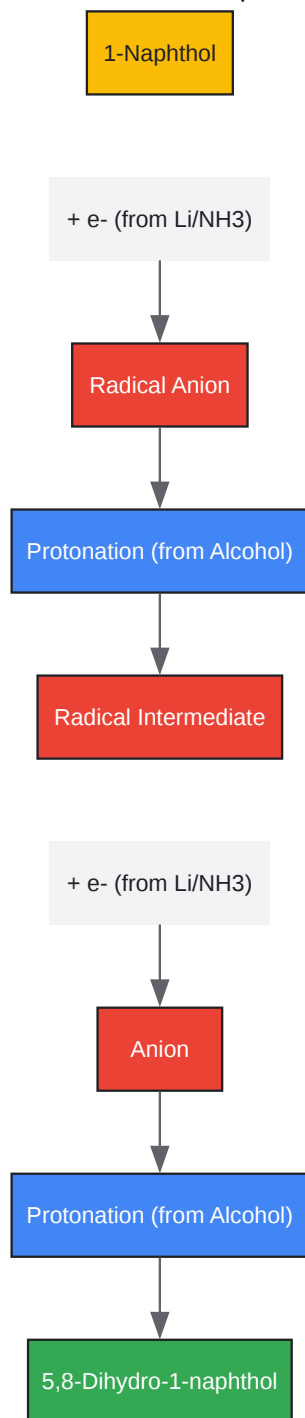 1-Naphthol
+ e- (from Li/NH3)
Radical Anion
Protonation (from Alcohol)
Radical Intermediate
+ e- (from Li/NH3)
Anion
Protonation (from Alcohol)
5,8-Dihydro-1-naphthol